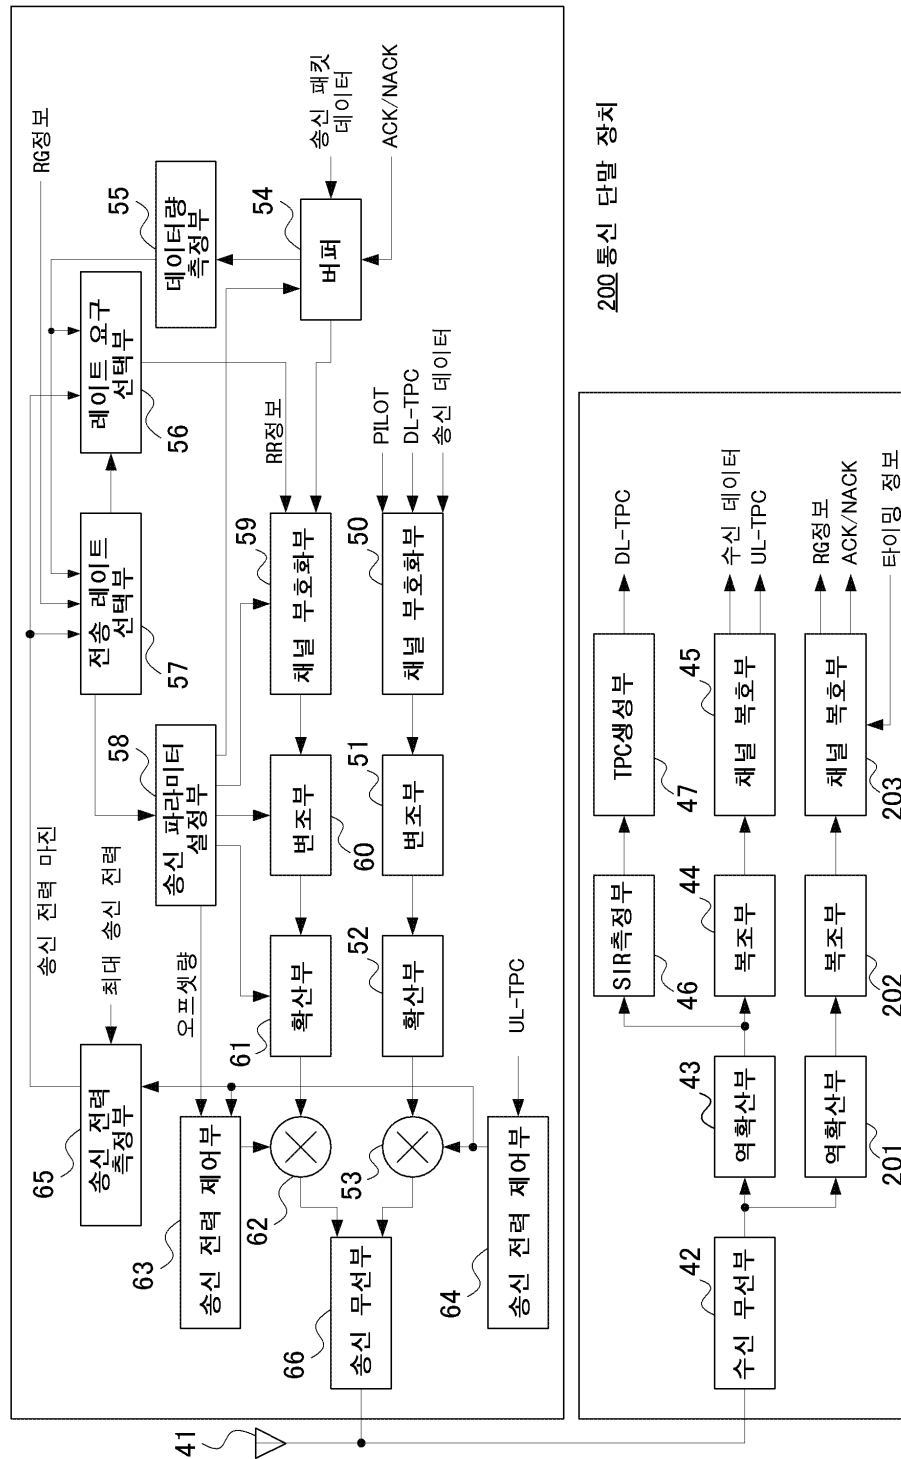 200 통신 단말 장치
41
송신 무선부
66
송신 전력 제어부
63
송신 전력 제어부
64
62
53
UL-TPC
송신 전력
측정부
65
최대 송신 전력
송신 전력 마진
오프셋량
확산부
61
확산부
52
변조부
60
변조부
51
송신 파라미터
설정부
58
채널 부호화부
59
채널 부호화부
50
RR정보
PILOT
DL-TPC
송신 데이터
전송 레이트
선택부
57
레이트 요구
선택부
56
데이터량
측정부
55
버퍼
54
RG정보
송신 패킷
데이터
ACK/NACK
수신 무선부
42
역확산부
43
역확산부
201
SIR측정부
46
복조부
44
복조부
202
TPC생성부
47
채널 복호부
45
채널 복호부
203
DL-TPC
수신 데이터
UL-TPC
RG정보
ACK/NACK
타이밍 정보